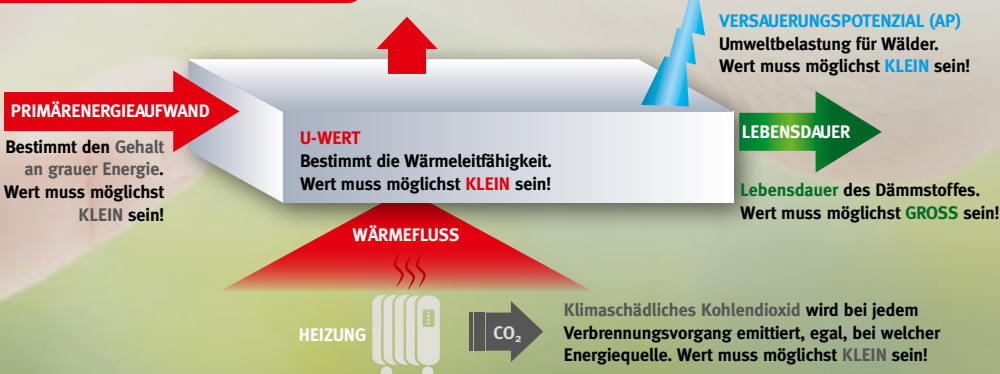 VERSAUERUNGSPOTENZIAL (AP)
Umweltbelastung für Wälder.
Wert muss möglichst KLEIN sein!
PRIMÄRENERGIEAUFWAND
Bestimmt den Gehalt
an grauer Energie.
Wert muss möglichst
KLEIN sein!
U-WERT
Bestimmt die Wärmeleitfähigkeit.
Wert muss möglichst KLEIN sein!
LEBENSDAUER
Lebensdauer des Dämmstoffes.
Wert muss möglichst GROSS sein!
WÄRMEFLUSS
HEIZUNG
CO₂
Klimaschädliches Kohlendioxid wird bei jedem
Verbrennungsvorgang emittiert, egal, bei welcher
Energiequelle. Wert muss möglichst KLEIN sein!